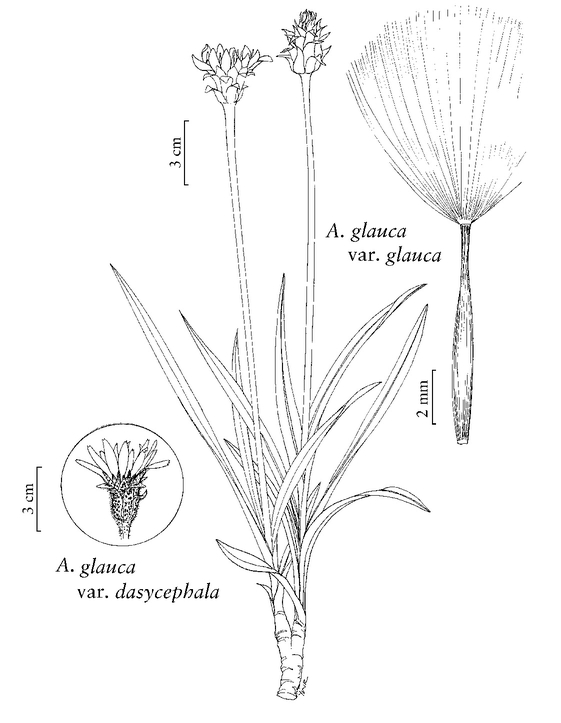 3 cm
A. glauca
var. glauca
2 mm
3 cm
A. glauca
var. dasycephala